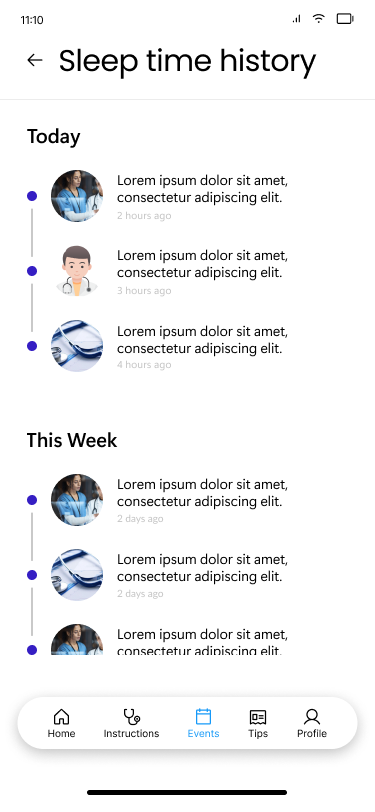 11:10
Sleep time history
Today
Lorem ipsum dolor sit amet,
consectetur adipiscing elit.
2 hours ago
Lorem ipsum dolor sit amet,
consectetur adipiscing elit.
3 hours ago
Lorem ipsum dolor sit amet,
consectetur adipiscing elit.
4 hours ago
This Week
Lorem ipsum dolor sit amet,
consectetur adipiscing elit.
2 days ago
Lorem ipsum dolor sit amet,
consectetur adipiscing elit.
2 days ago
Lorem ipsum dolor sit amet,
consectetur adipiscing elit.
Home
Instructions
Events
Tips
Profile